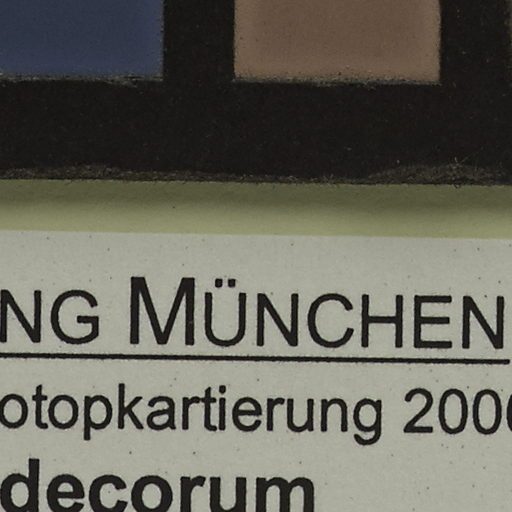 NG MÜNCHEN
otopkartierung 200
decorum